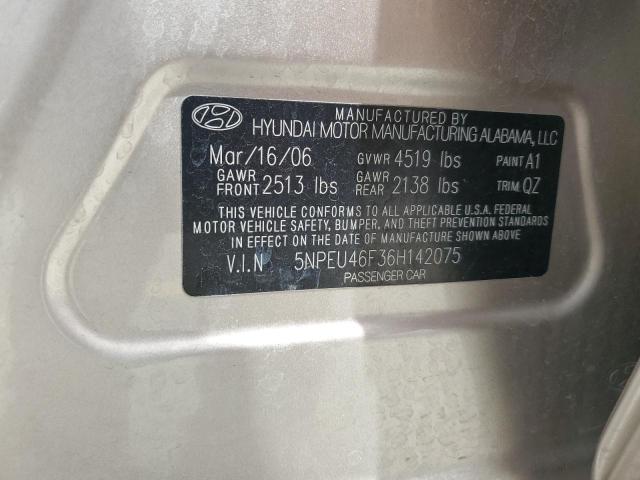 MANUFACTURED BY
HYUNDAI MOTOR MANUFACTURING ALABAMA, LLC
Mar/16/06 GVWR 4519 lbs PAINT A1
GAWR FRONT 2513 lbs GAWR REAR 2138 lbs TRIM QZ
THIS VEHICLE CONFORMS TO ALL APPLICABLE U.S.A. FEDERAL
MOTOR VEHICLE SAFETY, BUMPER, AND THEFT PREVENTION STANDARDS
IN EFFECT ON THE DATE OF MANUFACTURE SHOWN ABOVE
V.I.N 5NPEU46F36H142075
PASSENGER CAR